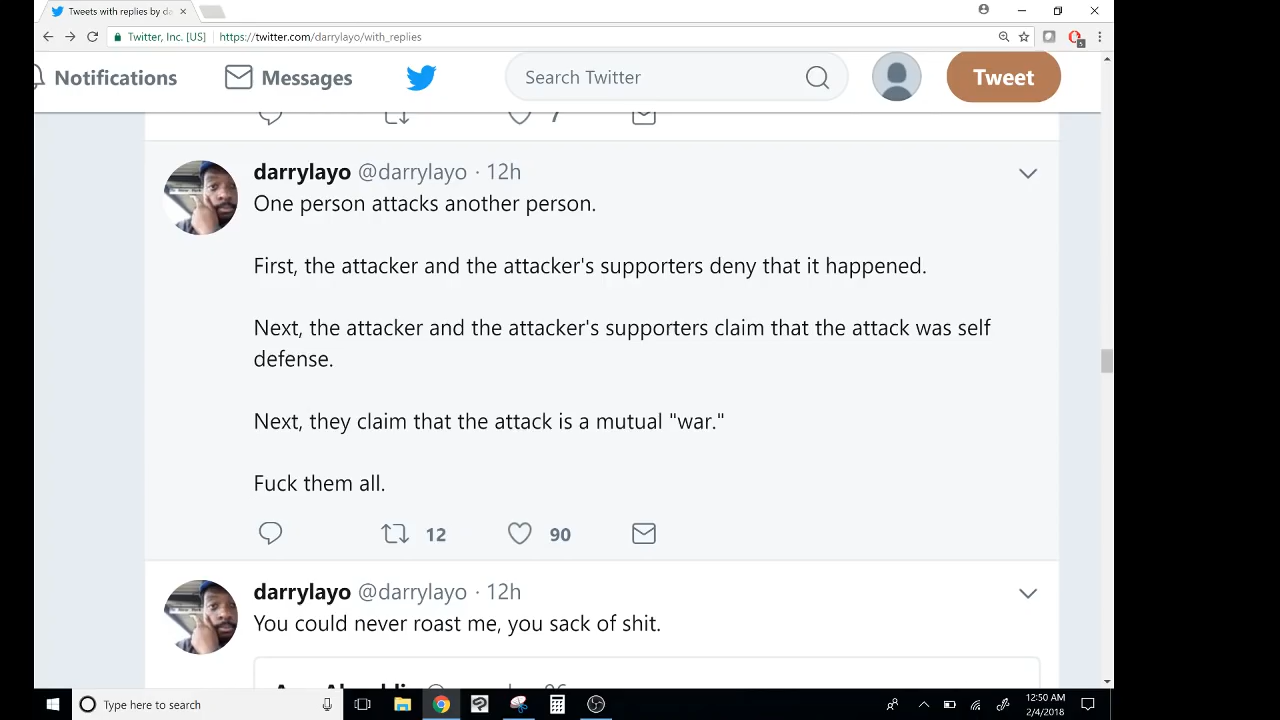 Tweets with replies by da
Twitter, Inc. [US]
https://twitter.com/darrylayo/with_replies
Notifications
Messages
Search Twitter
Tweet
7
darrylayo @darrylayo · 12h
One person attacks another person.
First, the attacker and the attacker's supporters deny that it happened.
Next, the attacker and the attacker's supporters claim that the attack was self
defense.
Next, they claim that the attack is a mutual "war."
Fuck them all.
12
90
darrylayo @darrylayo · 12h
You could never roast me, you sack of shit.
Type here to search
12:50 AM
2/4/2018